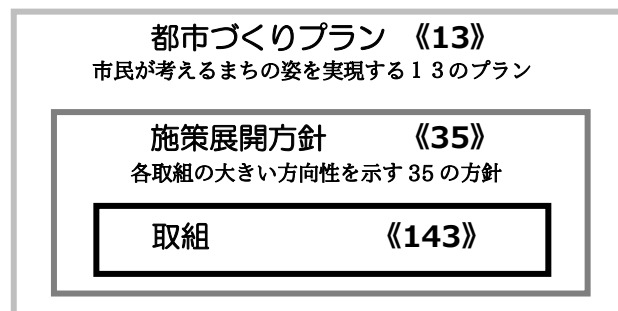 都市づくりプラン 《13》
市民が考えるまちの姿を実現する１３のプラン
施策展開方針 《35》
各取組の大きい方向性を示す 35 の方針
取組 《143》